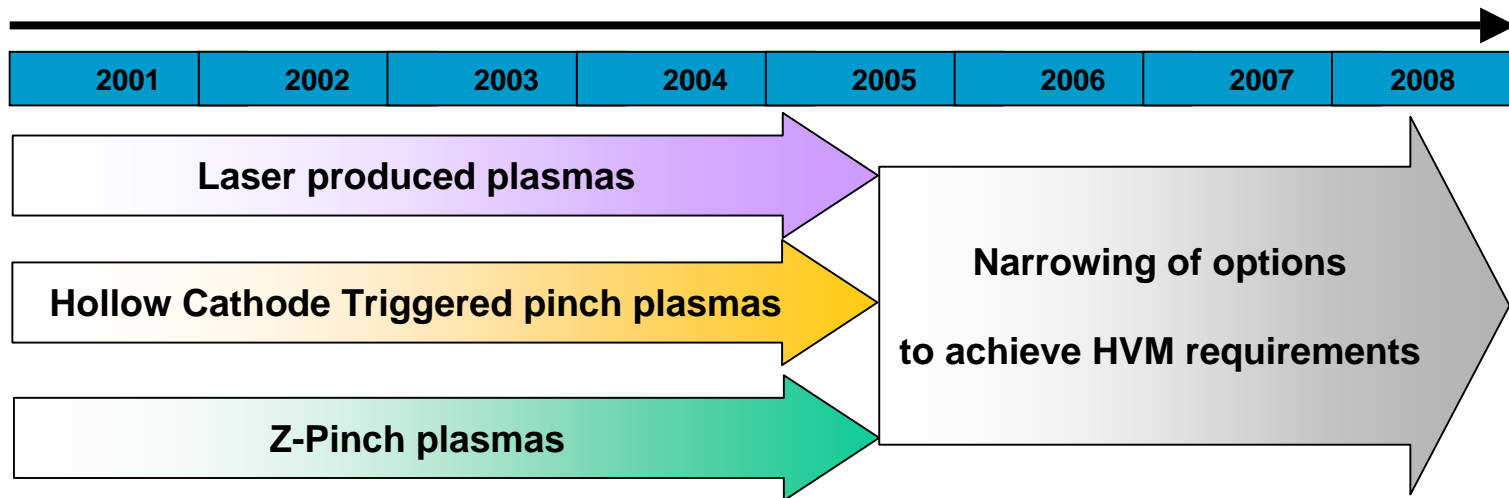 2001 2002 2003 2004 2005 2006 2007 2008
Laser produced plasmas
Hollow Cathode Triggered pinch plasmas
Z-Pinch plasmas
Narrowing of options
to achieve HVM requirements